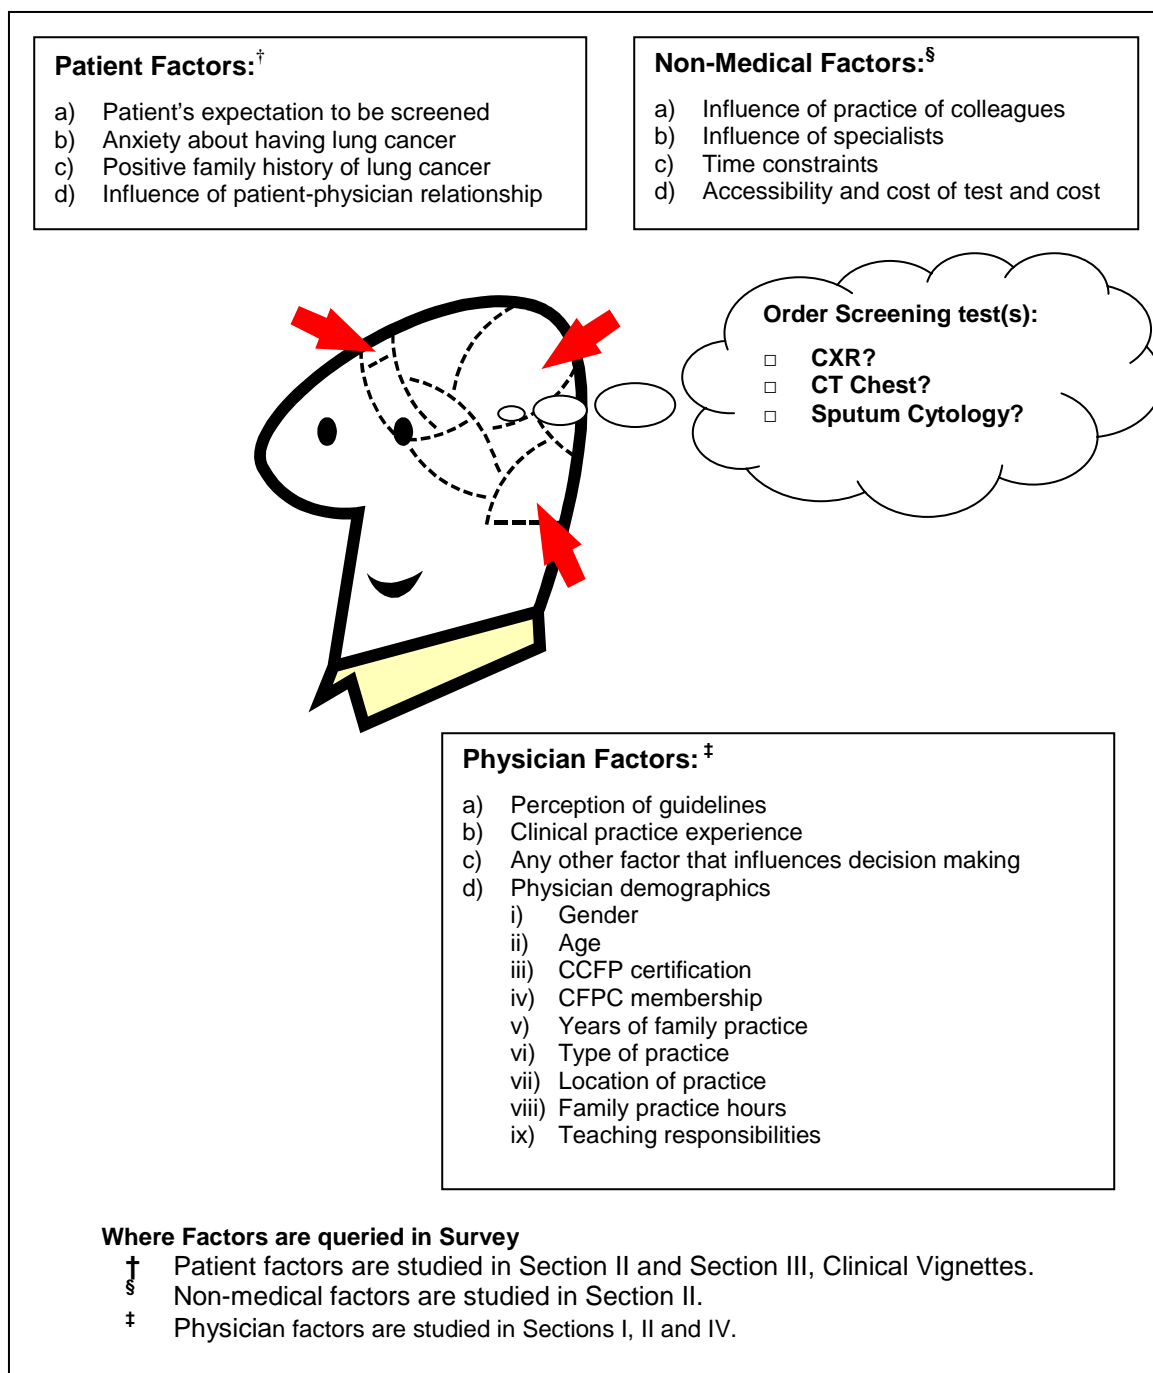 Patient Factors:†
a) Patient’s expectation to be screened
b) Anxiety about having lung cancer
c) Positive family history of lung cancer
d) Influence of patient-physician relationship
Non-Medical Factors:§
a) Influence of practice of colleagues
b) Influence of specialists
c) Time constraints
d) Accessibility and cost of test and cost
Order Screening test(s):
□ CXR?
□ CT Chest?
□ Sputum Cytology?
Physician Factors:‡
a) Perception of guidelines
b) Clinical practice experience
c) Any other factor that influences decision making
d) Physician demographics
i) Gender
ii) Age
iii) CCFP certification
iv) CFPC membership
v) Years of family practice
vi) Type of practice
vii) Location of practice
viii) Family practice hours
ix) Teaching responsibilities
Where Factors are queried in Survey
† Patient factors are studied in Section II and Section III, Clinical Vignettes.
§ Non-medical factors are studied in Section II.
‡ Physician factors are studied in Sections I, II and IV.